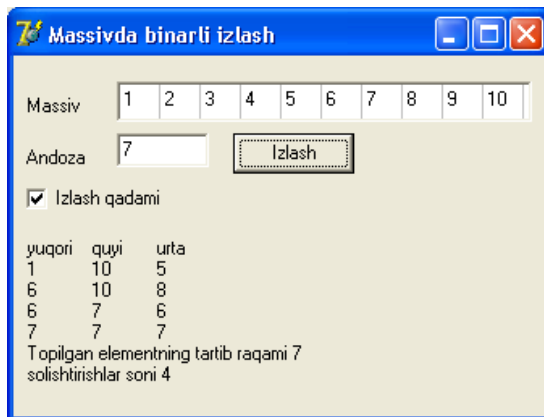 Massivda binarli izlash
Massiv 1 2 3 4 5 6 7 8 9 10
Andoza 7 Izlash
Izlash qadami
yuqori quyi urta
1 10 5
6 10 8
6 7 6
7 7 7
Topilgan elementning tartib raqami 7
solishtirishlar soni 4